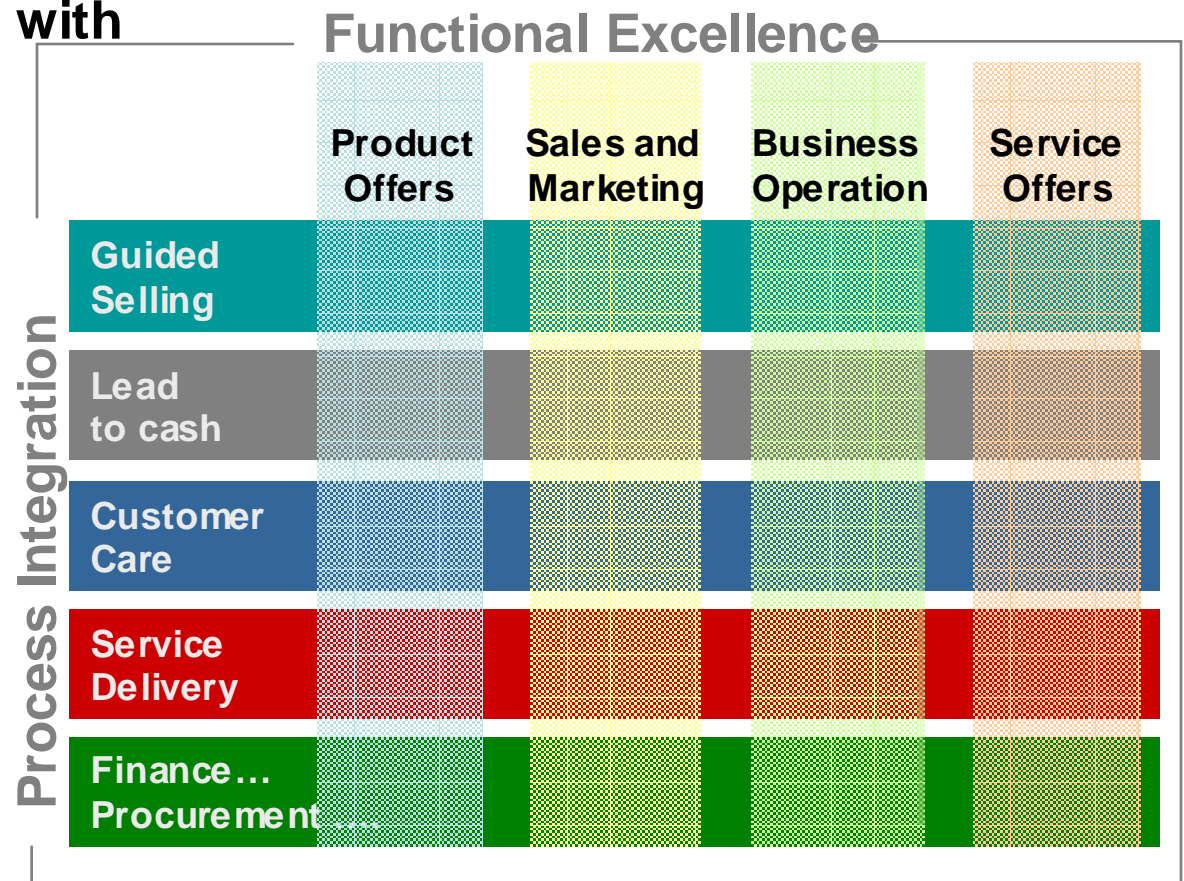 with
Functional Excellence
Product
Offers
Sales and
Marketing
Business
Operation
Service
Offers
Process Integration
Guided
Selling
Lead
to cash
Customer
Care
Service
Delivery
Finance…
Procurement ….